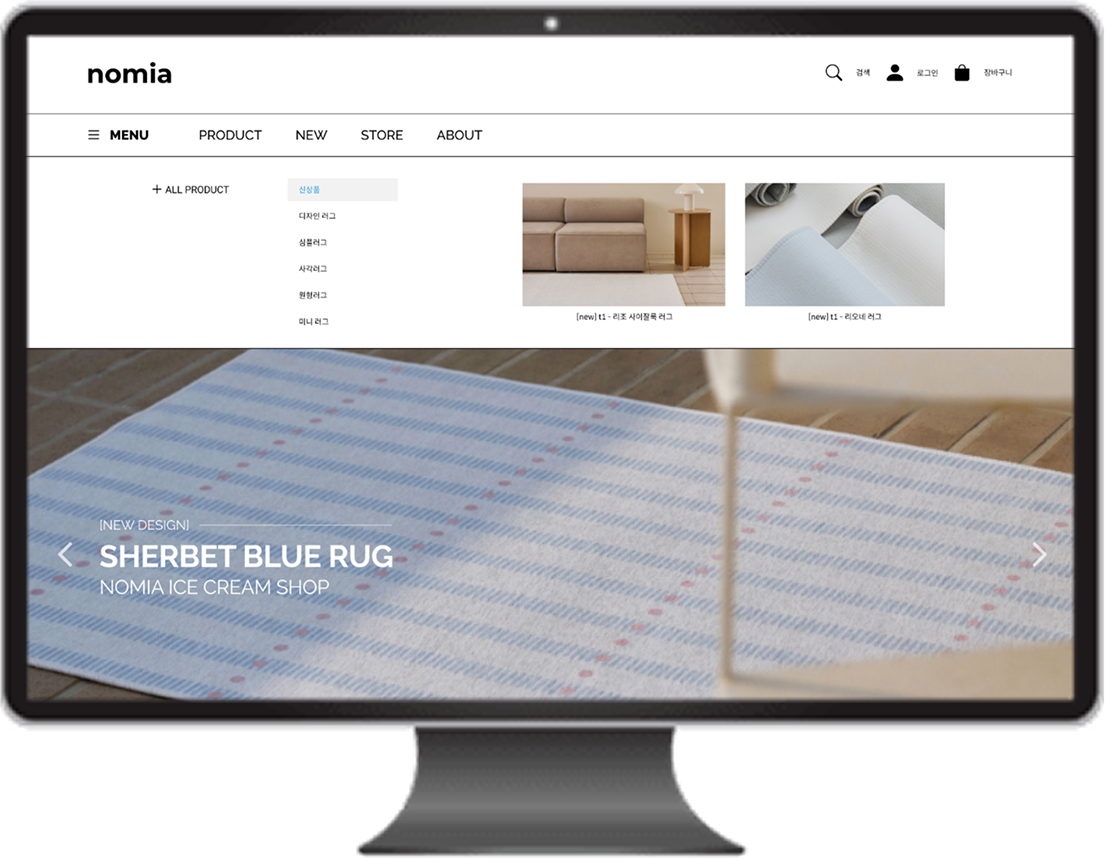 nomia
검색
로그인
장바구니
MENU
PRODUCT
NEW
STORE
ABOUT
+ ALL PRODUCT
신상품
디자인 러그
심플러그
사각러그
원형러그
미니 러그
[new] t1 - 리조 사이잘룩 러그
[new] t1 - 리오네 러그
[NEW DESIGN]
SHERBET BLUE RUG
NOMIA ICE CREAM SHOP